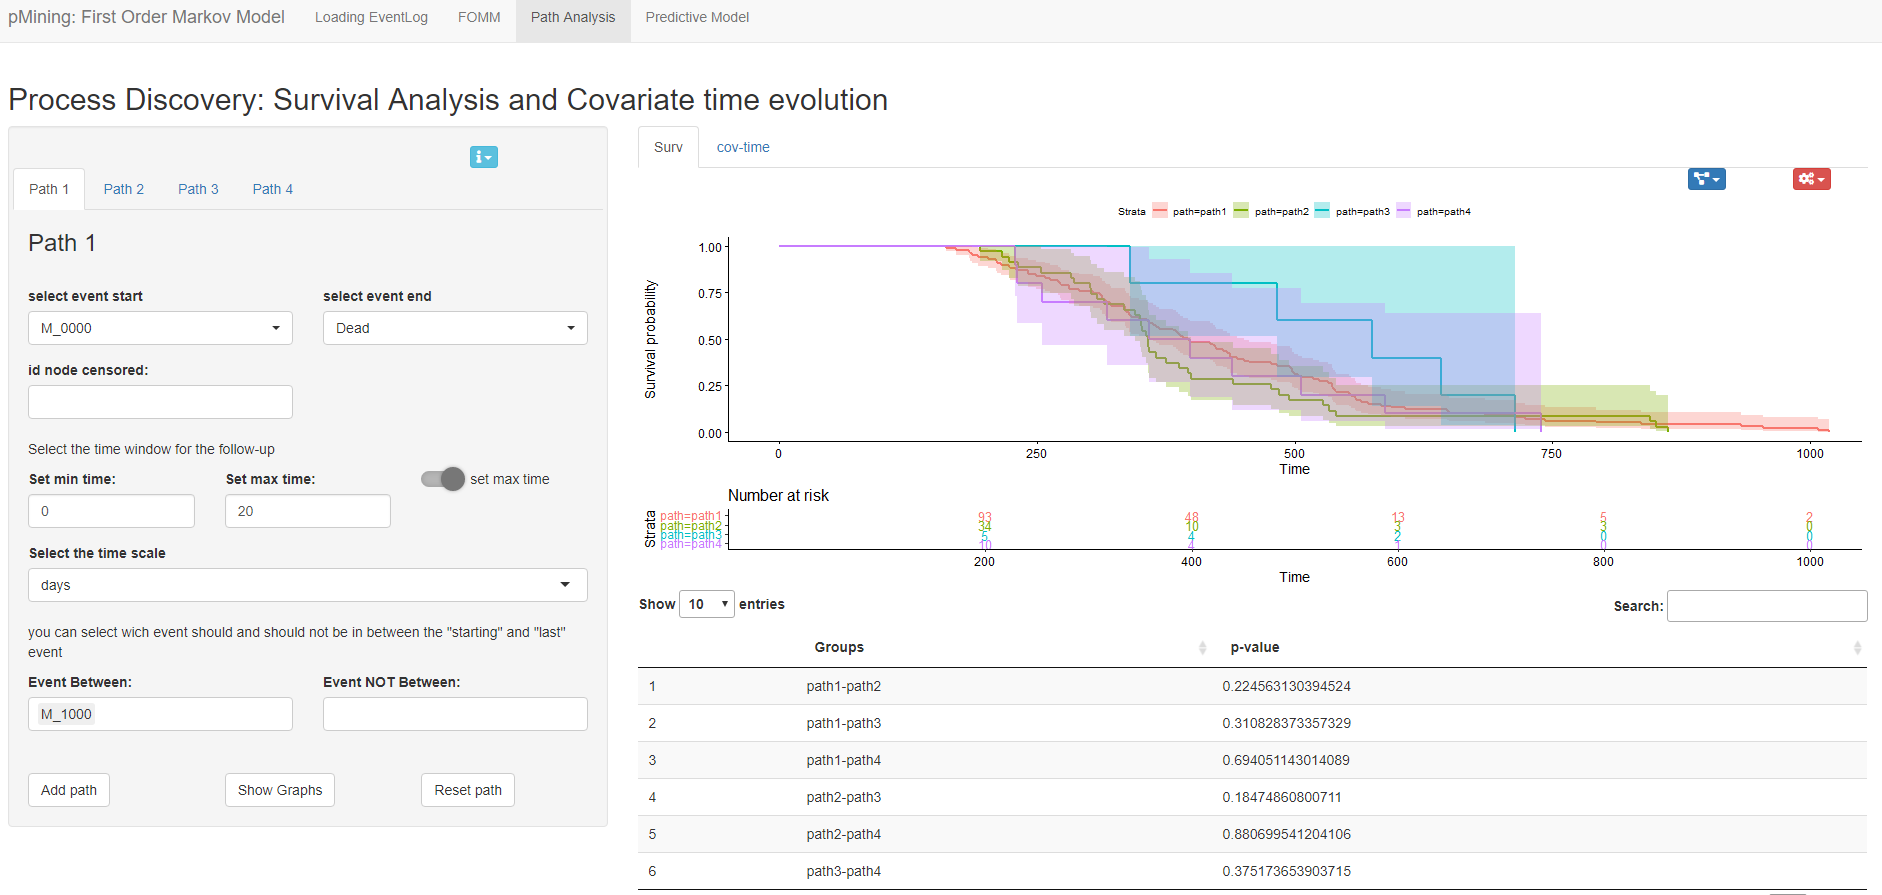 pMining: First Order Markov Model Loading EventLog FOMM Path Analysis Predictive Model
Process Discovery: Survival Analysis and Covariate time evolution
Path 1 Path 2 Path 3 Path 4
Path 1
select event start select event end
M_0000 Dead
id node censored:
Select the time window for the follow-up
Set min time: Set max time: set max time
0 20
Select the time scale
days
you can select wich event should and should not be in between the "starting" and "last"
event
Event Between: Event NOT Between:
M_1000
Add path Show Graphs Reset path
Surv cov-time
Strata path=path1 path=path2 path=path3 path=path4
Survival probability
1.00
0.75
0.50
0.25
0.00
0 250 500 750 1000
Time
Number at risk
Strata
path=path1 93 48 13 5 2
path=path2 34 10 3 3 0
path=path3 5 4 2 0 0
path=path4 10 4 1 0 0
200 400 600 800 1000
Time
Show 10 entries Search:
Groups p-value
1 path1-path2 0.224563130394524
2 path1-path3 0.310828373357329
3 path1-path4 0.694051143014089
4 path2-path3 0.18474860800711
5 path2-path4 0.880699541204106
6 path3-path4 0.375173653903715